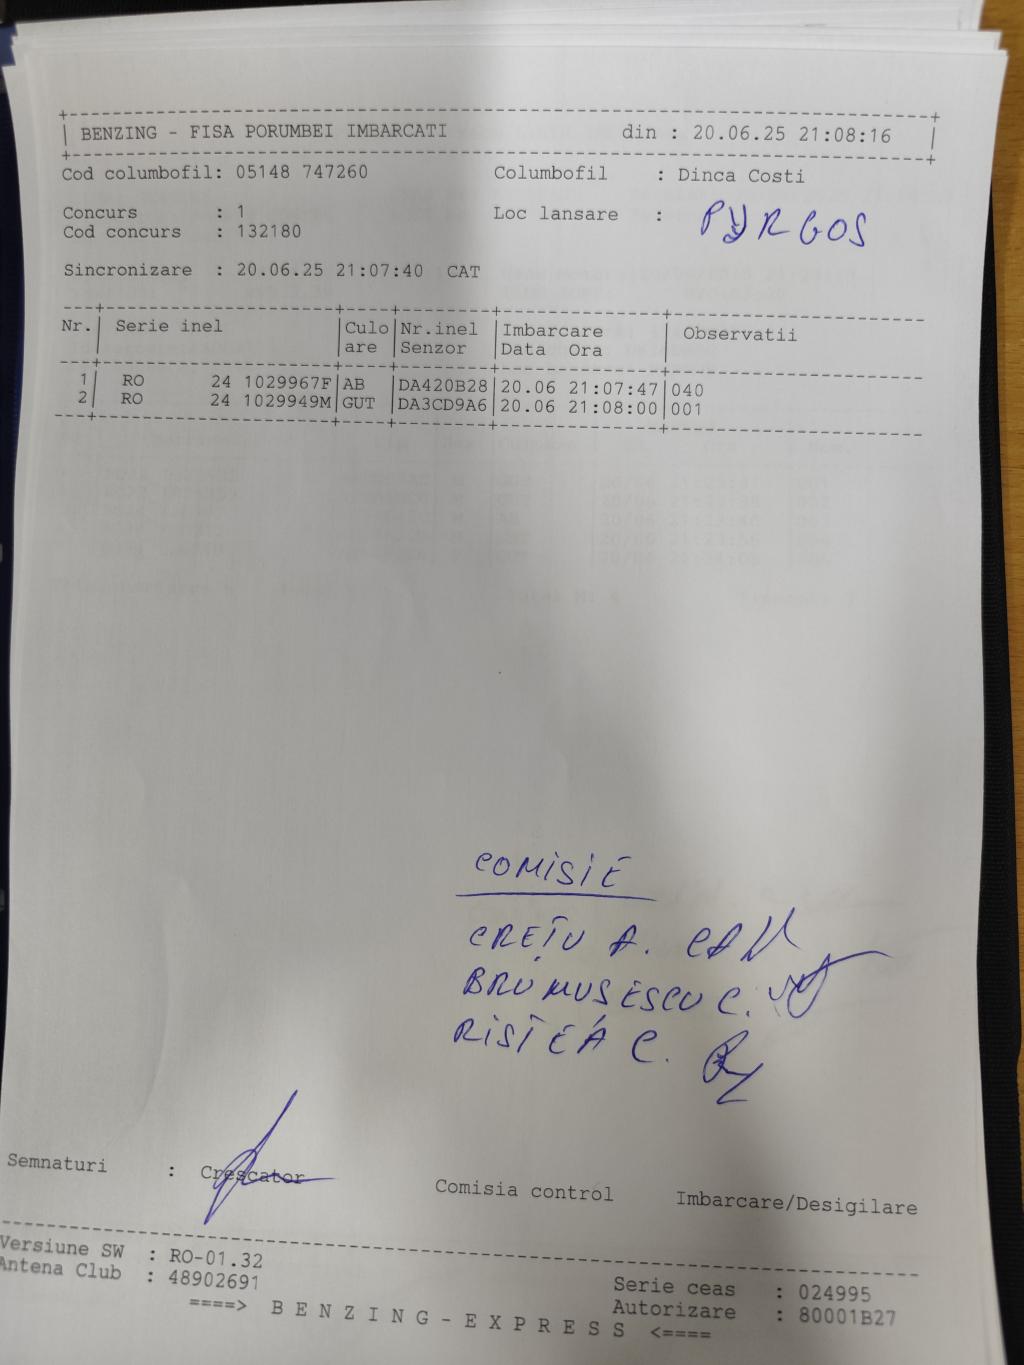 BENZING - FISA PORUMBEI IMBARCATI din : 20.06.25 21:08:16
Cod columbofil: 05148 747260 Columbofil : Dinca Costi
Concurs : 1 Loc lansare : PYRGOS
Cod concurs : 132180
Sincronizare : 20.06.25 21:07:40 CAT
Nr. Serie inel Culo Nr.inel Imbarcare Observatii
are Senzor Data Ora
1 RO 24 1029967F AB DA420B28 20.06 21:07:47 040
2 RO 24 1029949M GUT DA3CD9A6 20.06 21:08:00 001
COMISIE
CREȚU A.
BRUMUȘESCU C.
RISTEA C.
Semnaturi : Crescator Comisia control Imbarcare/Desigilare
Versiune SW : RO-01.32 Serie ceas : 024995
Antena Club : 48902691 Autorizare : 80001B27
====> B E N Z I N G - E X P R E S S <====